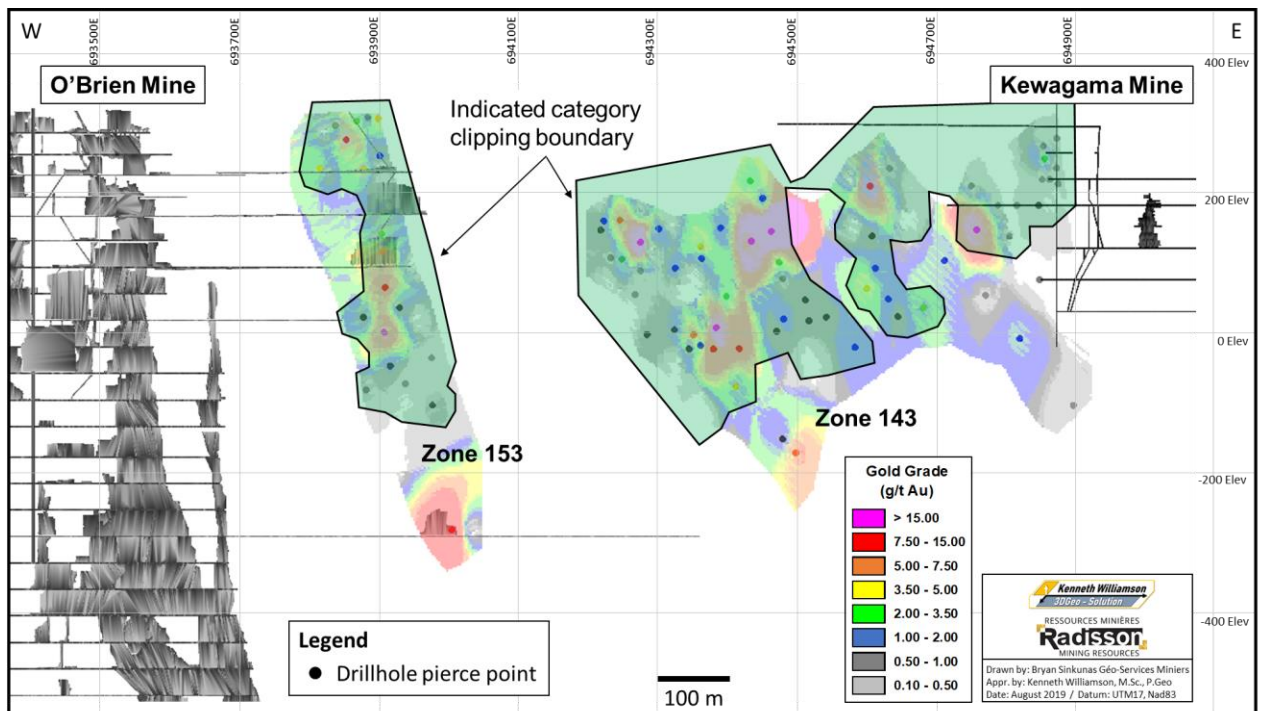 W
693500E
693700E
693900E
694100E
694300E
694500E
694700E
694900E
E
400 Elev
O'Brien Mine
Kewagama Mine
Indicated category
clipping boundary
200 Elev
0 Elev
Zone 153
Zone 143
-200 Elev
Gold Grade
(g/t Au)
> 15.00
7.50 - 15.00
5.00 - 7.50
3.50 - 5.00
2.00 - 3.50
1.00 - 2.00
0.50 - 1.00
0.10 - 0.50
-400 Elev
Legend
Drillhole pierce point
100 m
Kenneth Williamson
3DGeo - Solution
RESSOURCES MINIÈRES
Radisson
MINING RESOURCES
Drawn by: Bryan Sinkunas Géo-Services Miniers
Appr. by: Kenneth Williamson, M.Sc., P.Geo
Date: August 2019 / Datum: UTM17, Nad83